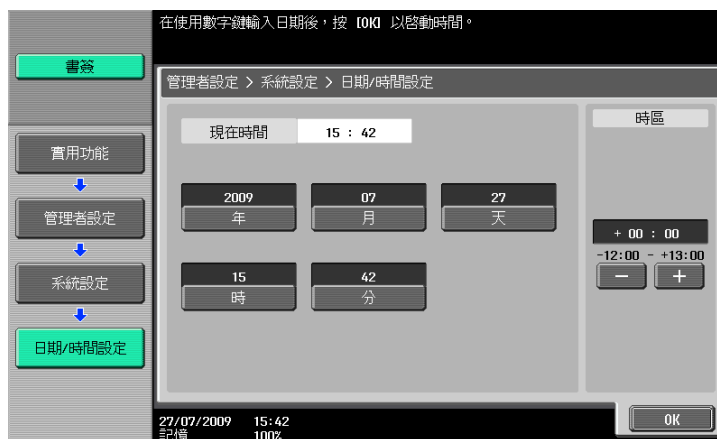 在使用數字鍵輸入日期後，按 [OK] 以啓動時間。
書簽
管理者設定 > 系統設定 > 日期/時間設定
現在時間
15 : 42
時區
實用功能
管理者設定
系統設定
日期/時間設定
2009
年
07
月
27
天
15
時
42
分
+ 00 : 00
-12:00 - +13:00
− +
27/07/2009 15:42
記憶 100%
OK